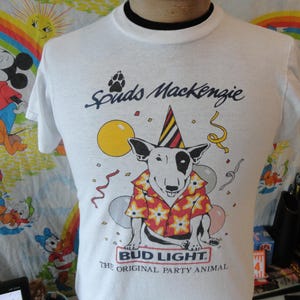 Spuds MacKenzie
BUD LIGHT.
THE ORIGINAL PARTY ANIMAL